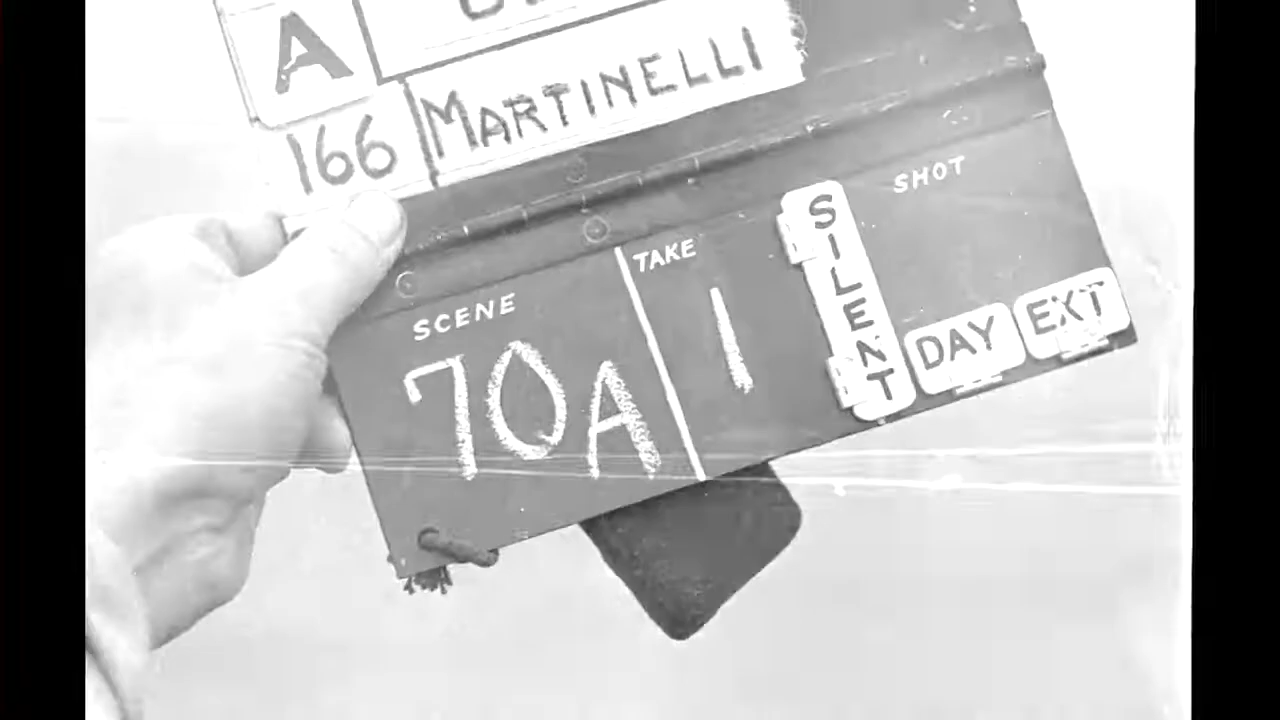 A
166 MARTINELLI
SHOT
TAKE
SCENE
SILENT
1
70A
DAY
EXT